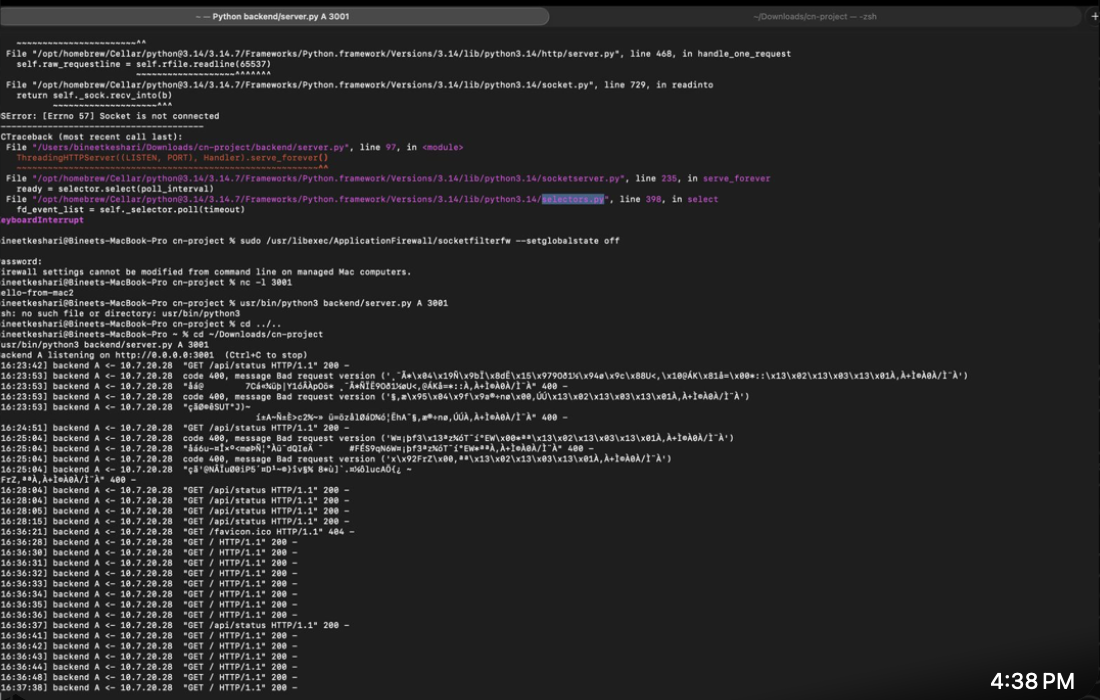 ~ — Python backend/server.py A 3001
~/Downloads/cn-project — -zsh
+
~~~~~~~~~~~~~~~~~~~~~~~^^
File "/opt/homebrew/Cellar/python@3.14/3.14.7/Frameworks/Python.framework/Versions/3.14/lib/python3.14/http/server.py", line 468, in handle_one_request
self.raw_requestline = self.rfile.readline(65537)
~~~~~~~~~~~~~~~~~~~^^^^^^^
File "/opt/homebrew/Cellar/python@3.14/3.14.7/Frameworks/Python.framework/Versions/3.14/lib/python3.14/socket.py", line 729, in readinto
return self._sock.recv_into(b)
~~~~~~~~~~~~~~~~~~~~^^^
SError: [Errno 57] Socket is not connected
----------------------------------------
CTraceback (most recent call last):
File "/Users/bineetkeshari/Downloads/cn-project/backend/server.py", line 97, in <module>
ThreadingHTTPServer((LISTEN, PORT), Handler).serve_forever()
~~~~~~~~~~~~~~~~~~~~~~~~~~~~~~~~~~~~~~~~~~~~~~~~~~~~~~~~~~^^
File "/opt/homebrew/Cellar/python@3.14/3.14.7/Frameworks/Python.framework/Versions/3.14/lib/python3.14/socketserver.py", line 235, in serve_forever
ready = selector.select(poll_interval)
File "/opt/homebrew/Cellar/python@3.14/3.14.7/Frameworks/Python.framework/Versions/3.14/lib/python3.14/selectors.py", line 398, in select
fd_event_list = self._selector.poll(timeout)
eyboardInterrupt
ineetkeshari@Bineets-MacBook-Pro cn-project % sudo /usr/libexec/ApplicationFirewall/socketfilterfw --setglobalstate off
assword:
irewall settings cannot be modified from command line on managed Mac computers.
ineetkeshari@Bineets-MacBook-Pro cn-project % nc -l 3001
ello-from-mac2
ineetkeshari@Bineets-MacBook-Pro cn-project % usr/bin/python3 backend/server.py A 3001
sh: no such file or directory: usr/bin/python3
ineetkeshari@Bineets-MacBook-Pro cn-project % cd ../..
ineetkeshari@Bineets-MacBook-Pro ~ % cd ~/Downloads/cn-project
usr/bin/python3 backend/server.py A 3001
ackend A listening on http://0.0.0.0:3001 (Ctrl+C to stop)
16:23:42] backend A <- 10.7.20.28 "GET /api/status HTTP/1.1" 200 -
16:23:53] backend A <- 10.7.20.28 code 400, message Bad request version
16:23:53] backend A <- 10.7.20.28 400 -
16:23:53] backend A <- 10.7.20.28 code 400, message Bad request version
16:23:53] backend A <- 10.7.20.28
400 -
16:24:51] backend A <- 10.7.20.28 "GET /api/status HTTP/1.1" 200 -
16:25:04] backend A <- 10.7.20.28 code 400, message Bad request version
16:25:04] backend A <- 10.7.20.28 400 -
16:25:04] backend A <- 10.7.20.28 code 400, message Bad request version
16:25:04] backend A <- 10.7.20.28
400 -
16:28:04] backend A <- 10.7.20.28 "GET /api/status HTTP/1.1" 200 -
16:28:04] backend A <- 10.7.20.28 "GET /api/status HTTP/1.1" 200 -
16:28:05] backend A <- 10.7.20.28 "GET /api/status HTTP/1.1" 200 -
16:28:15] backend A <- 10.7.20.28 "GET /api/status HTTP/1.1" 200 -
16:36:21] backend A <- 10.7.20.28 "GET /favicon.ico HTTP/1.1" 404 -
16:36:28] backend A <- 10.7.20.28 "GET / HTTP/1.1" 200 -
16:36:30] backend A <- 10.7.20.28 "GET / HTTP/1.1" 200 -
16:36:31] backend A <- 10.7.20.28 "GET / HTTP/1.1" 200 -
16:36:32] backend A <- 10.7.20.28 "GET / HTTP/1.1" 200 -
16:36:33] backend A <- 10.7.20.28 "GET / HTTP/1.1" 200 -
16:36:34] backend A <- 10.7.20.28 "GET / HTTP/1.1" 200 -
16:36:35] backend A <- 10.7.20.28 "GET / HTTP/1.1" 200 -
16:36:36] backend A <- 10.7.20.28 "GET / HTTP/1.1" 200 -
16:36:37] backend A <- 10.7.20.28 "GET /api/status HTTP/1.1" 200 -
16:36:41] backend A <- 10.7.20.28 "GET / HTTP/1.1" 200 -
16:36:42] backend A <- 10.7.20.28 "GET / HTTP/1.1" 200 -
16:36:43] backend A <- 10.7.20.28 "GET / HTTP/1.1" 200 -
16:36:44] backend A <- 10.7.20.28 "GET / HTTP/1.1" 200 -
16:36:48] backend A <- 10.7.20.28 "GET / HTTP/1.1" 200 -
16:37:38] backend A <- 10.7.20.28 "GET / HTTP/1.1" 200 -
4:38 PM